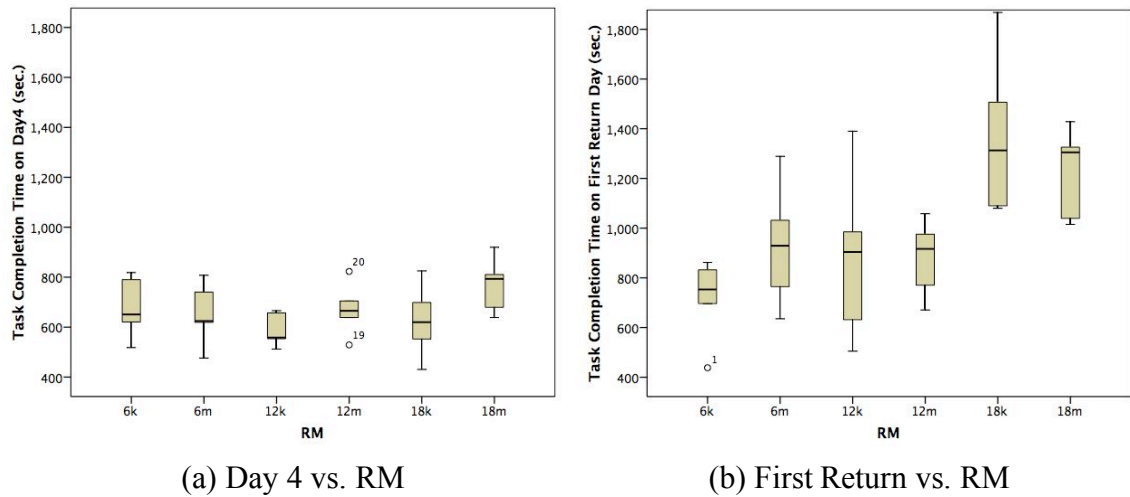 Task Completion Time on Day4 (sec.)
1,800
1,600
1,400
1,200
1,000
800
600
400
20
19
6k 6m 12k 12m 18k 18m
RM
(a) Day 4 vs. RM
Task Completion Time on First Return Day (sec.)
1,800
1,600
1,400
1,200
1,000
800
600
400
1
6k 6m 12k 12m 18k 18m
RM
(b) First Return vs. RM